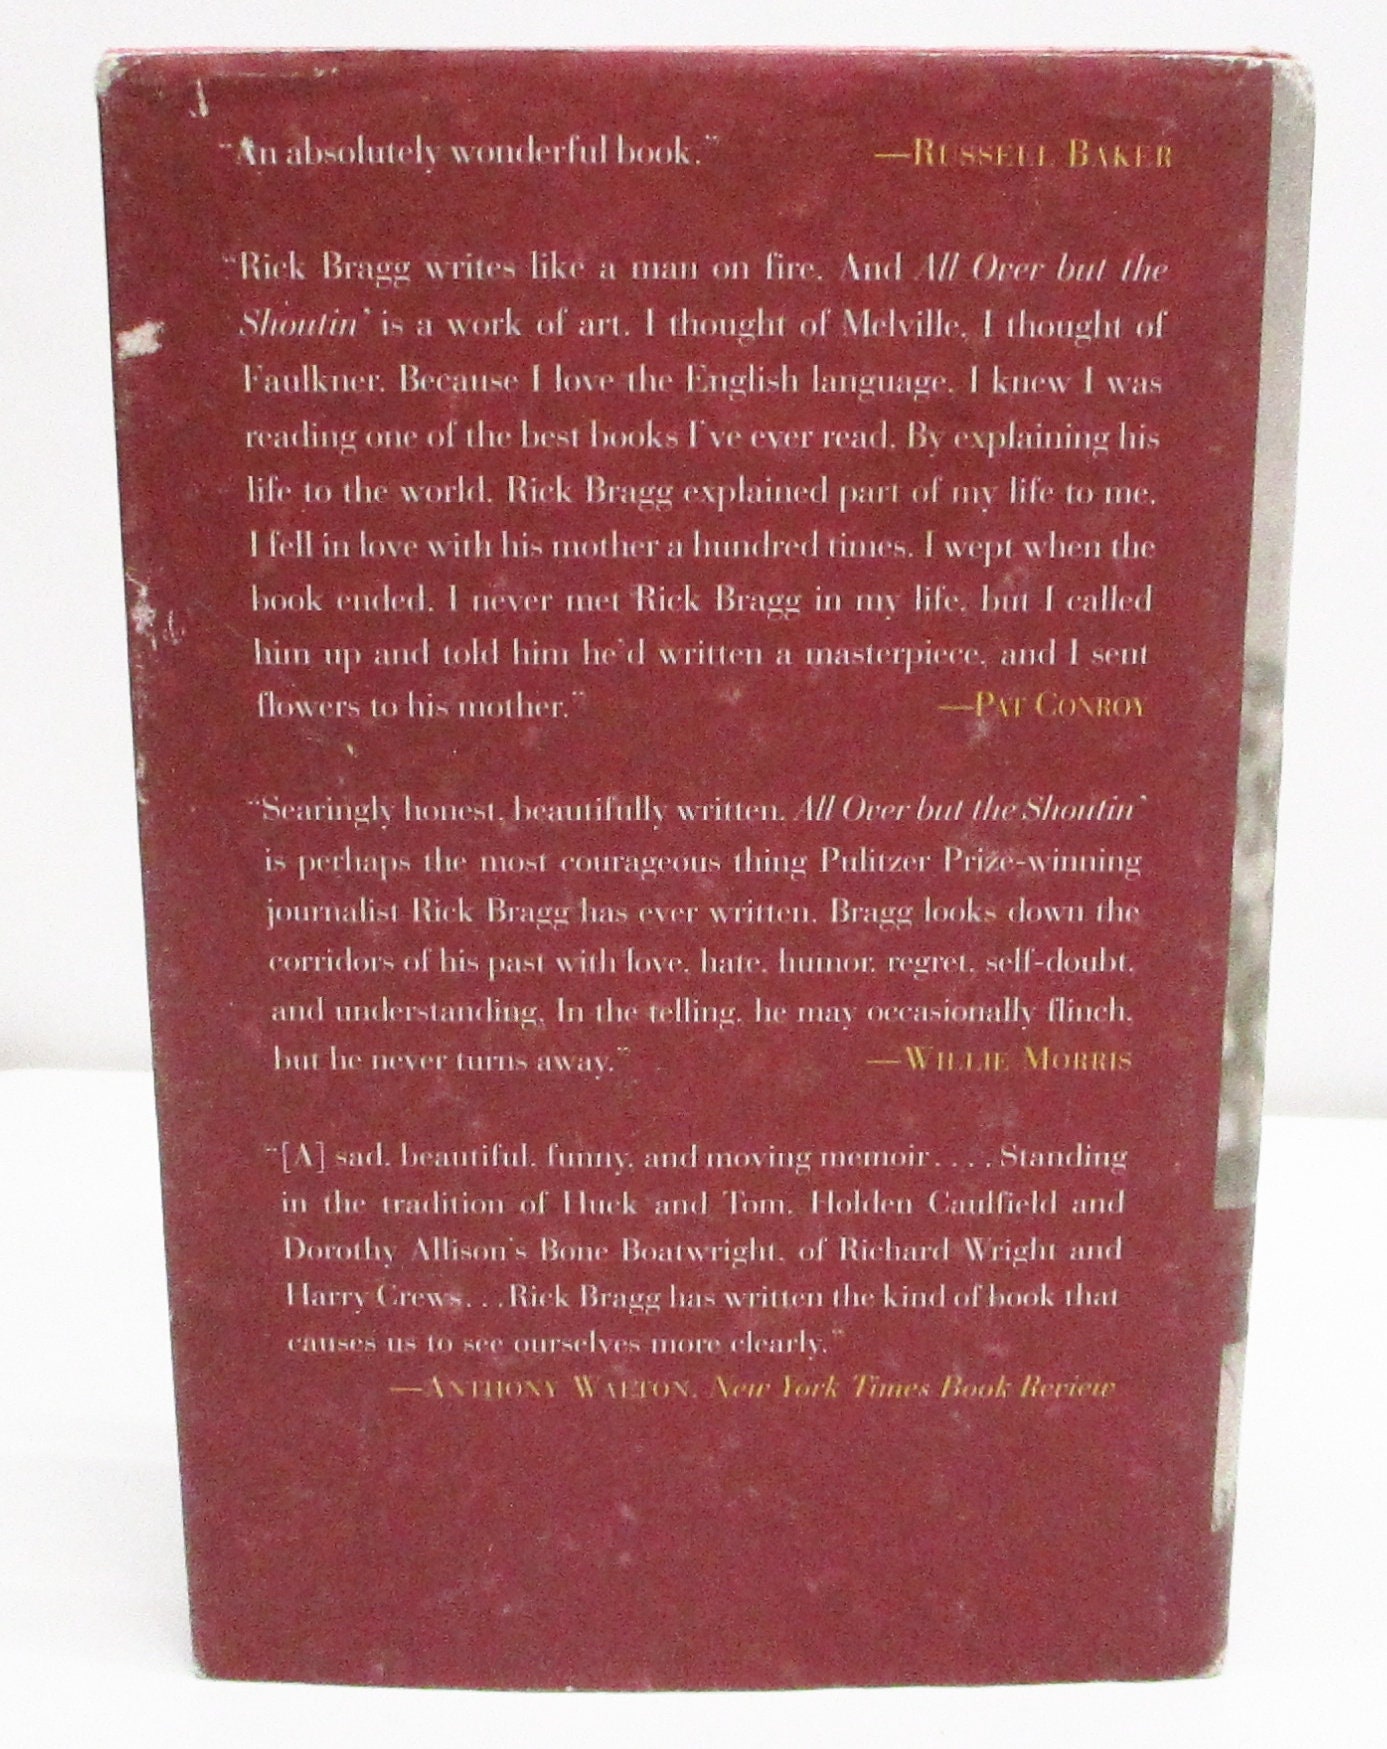 "An absolutely wonderful book." —RUSSELL BAKER
"Rick Bragg writes like a man on fire. And All Over but the
Shoutin' is a work of art. I thought of Melville, I thought of
Faulkner. Because I love the English language, I knew I was
reading one of the best books I've ever read. By explaining his
life to the world, Rick Bragg explained part of my life to me.
I fell in love with his mother a hundred times. I wept when the
book ended. I never met Rick Bragg in my life, but I called
him up and told him he'd written a masterpiece, and I sent
flowers to his mother." —PAT CONROY
"Searingly honest, beautifully written, All Over but the Shoutin'
is perhaps the most courageous thing Pulitzer Prize-winning
journalist Rick Bragg has ever written. Bragg looks down the
corridors of his past with love, hate, humor, regret, self-doubt,
and understanding. In the telling, he may occasionally flinch,
but he never turns away." —WILLIE MORRIS
"[A] sad, beautiful, funny, and moving memoir. . . . Standing
in the tradition of Huck and Tom, Holden Caulfield and
Dorothy Allison's Bone Boatwright, of Richard Wright and
Harry Crews. . .Rick Bragg has written the kind of book that
causes us to see ourselves more clearly."
—ANTHONY WALTON, New York Times Book Review